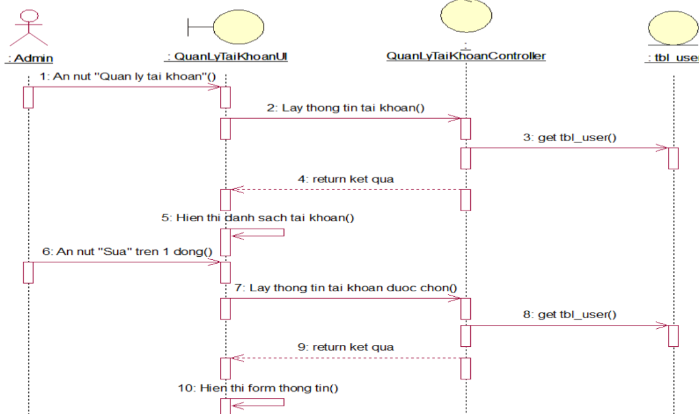 : Admin
: QuanLyTaiKhoanUI
QuanLyTaiKhoanController
: tbl_user
1: An nut "Quan ly tai khoan"()
2: Lay thong tin tai khoan()
3: get tbl_user()
4: return ket qua
5: Hien thi danh sach tai khoan()
6: An nut "Sua" tren 1 dong()
7: Lay thong tin tai khoan duoc chon()
8: get tbl_user()
9: return ket qua
10: Hien thi form thong tin()